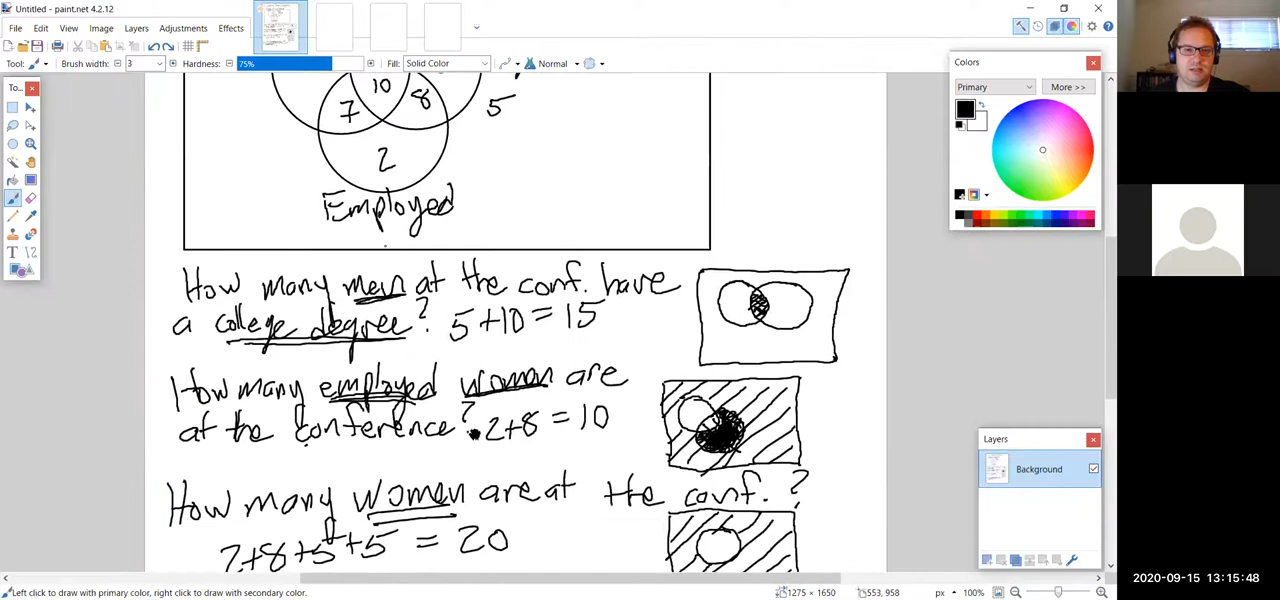 Untitled - paint.net 4.2.12
File Edit View Image Layers Adjustments Effects
Tool: Brush width: 3 Hardness: 75% Fill: Solid Color Normal
To...
Colors
Primary More >>
10
7 8 5
2
Employed
How many men at the conf. have
a college degree? 5+10=15
How many employed women are
at the conference? 2+8=10
How many women are at the conf.?
2+8+5+5 = 20
Layers
Background
Left click to draw with primary color, right click to draw with secondary color.
1275 × 1650 553, 958 px 100%
2020-09-15 13:15:48